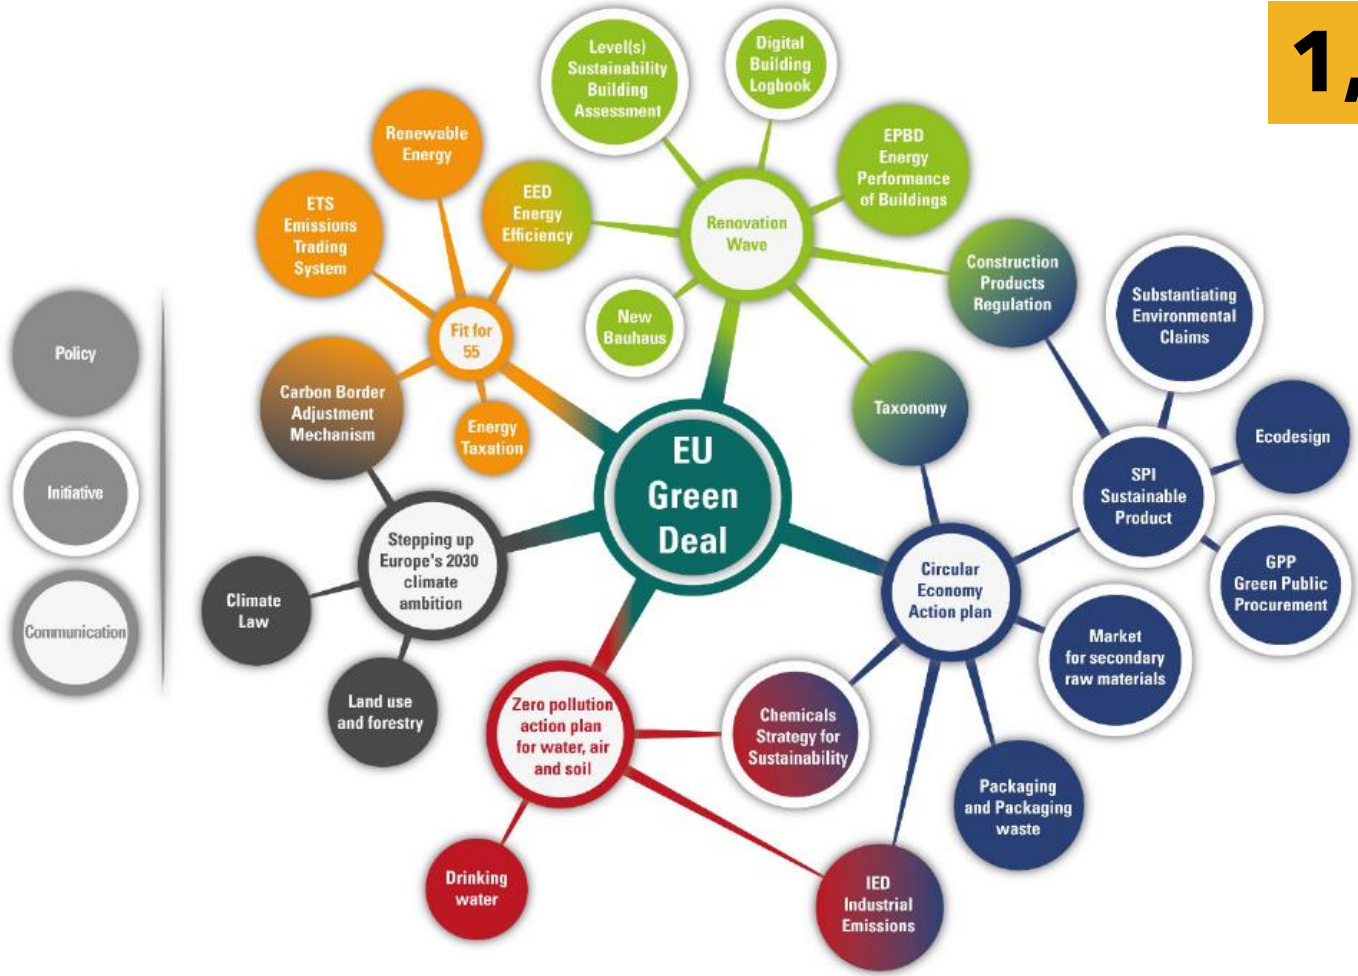 1,
Level(s)
Sustainability
Building
Assessment
Digital
Building
Logbook
Renewable
Energy
EPBD
Energy
Performance
of Buildings
ETS
Emissions
Trading
System
EED
Energy
Efficiency
Renovation
Wave
Construction
Products
Regulation
Substantiating
Environmental
Claims
New
Bauhaus
Fit for
55
Policy
Carbon Border
Adjustment
Mechanism
Energy
Taxation
Taxonomy
Ecodesign
EU
Green
Deal
Initiative
SPI
Sustainable
Product
Stepping up
Europe's 2030
climate
ambition
Circular
Economy
Action plan
GPP
Green Public
Procurement
Climate
Law
Communication
Market
for secondary
raw materials
Land use
and forestry
Zero pollution
action plan
for water, air
and soil
Chemicals
Strategy for
Sustainability
Packaging
and Packaging
waste
Drinking
water
IED
Industrial
Emissions